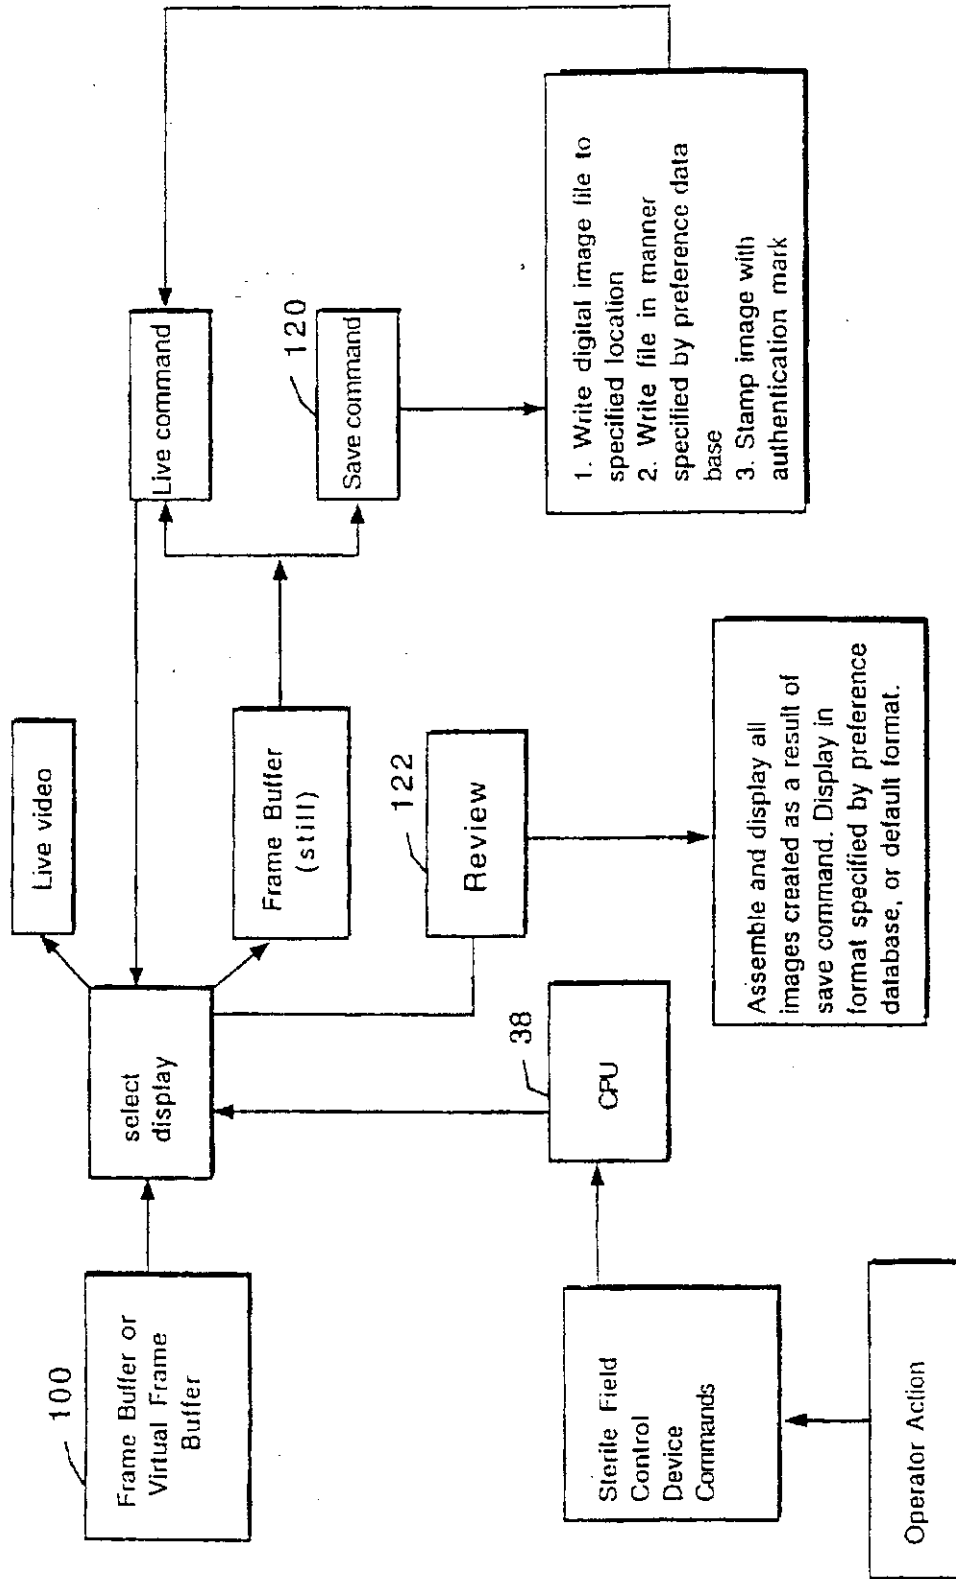 100
Frame Buffer or
Virtual Frame
Buffer
select
display
Live video
Live command
Frame Buffer
(still)
120
Save command
122
Review
38
CPU
Sterile Field
Control
Device
Commands
Operator Action
Assemble and display all
images created as a result of
save command. Display in
format specified by preference
database, or default format.
1. Write digital image file to
specified location
2. Write file in manner
specified by preference data
base
3. Stamp image with
authentication mark